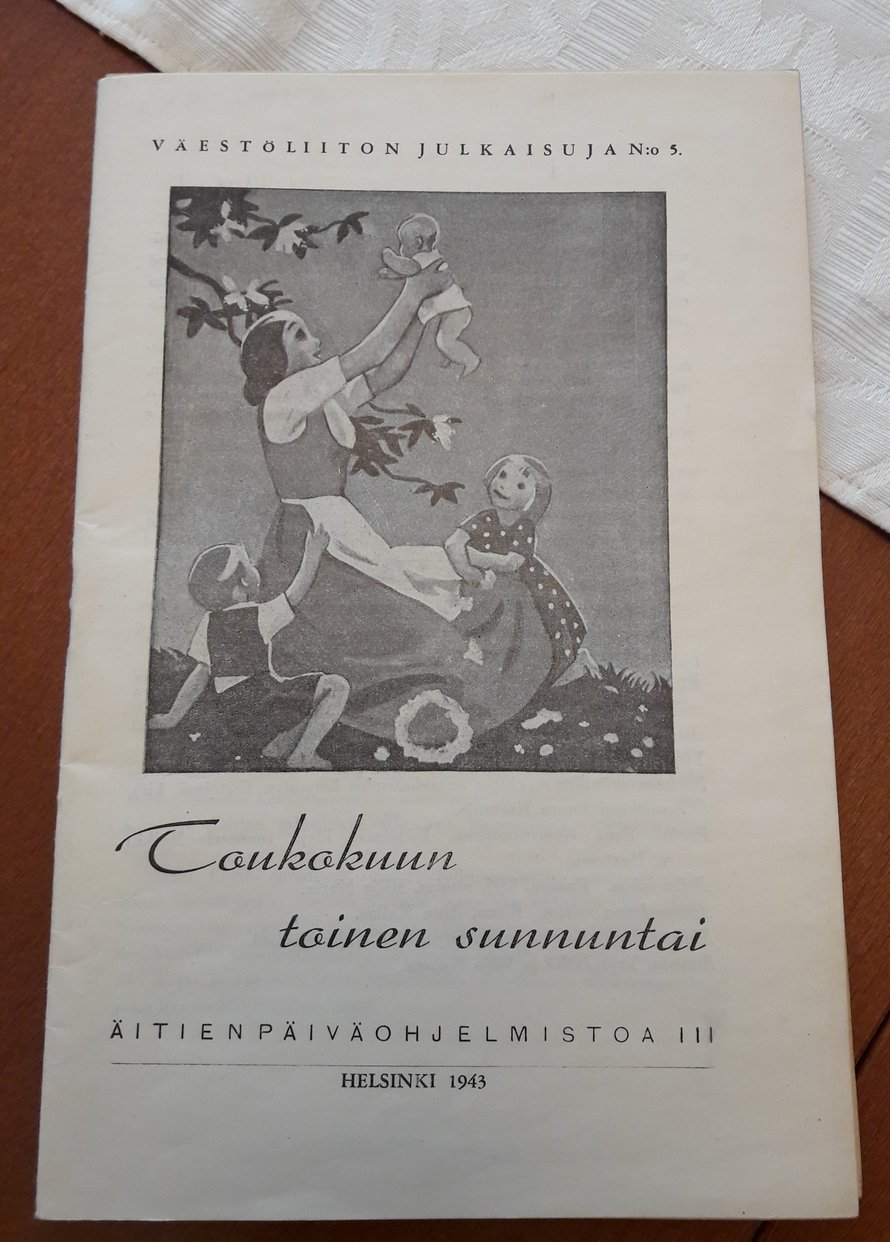 VÄESTÖLIITON JULKAISUJA N:o 5.
Toukokuun
toinen sunnuntai
ÄITIENPÄIVÄOHJELMISTOA III
HELSINKI 1943